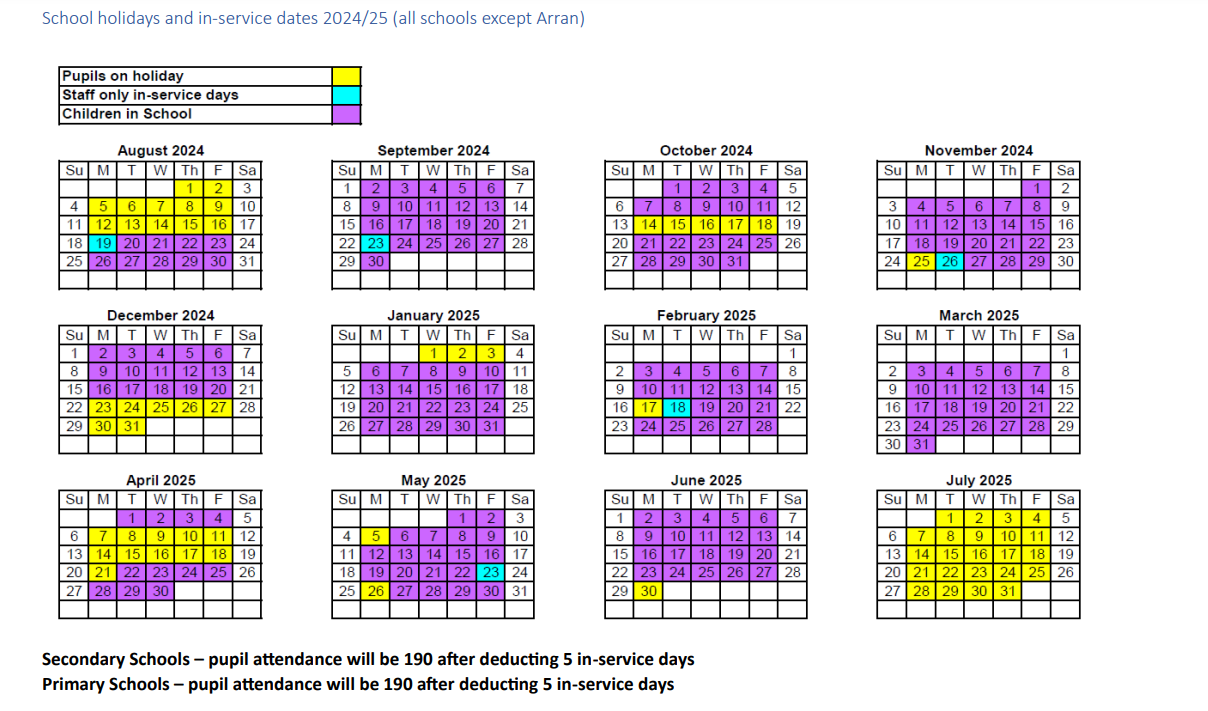 School holidays and in-service dates 2024/25 (all schools except Arran)
Pupils on holiday
Staff only in-service days
Children in School
August 2024 September 2024 October 2024 November 2024
Su M T W Th F Sa Su M T W Th F Sa Su M T W Th F Sa Su M T W Th F Sa
1 2 3 1 2 3 4 5 6 7 1 2 3 4 5 1 2
4 5 6 7 8 9 10 8 9 10 11 12 13 14 6 7 8 9 10 11 12 3 4 5 6 7 8 9
11 12 13 14 15 16 17 15 16 17 18 19 20 21 13 14 15 16 17 18 19 10 11 12 13 14 15 16
18 19 20 21 22 23 24 22 23 24 25 26 27 28 20 21 22 23 24 25 26 17 18 19 20 21 22 23
25 26 27 28 29 30 31 29 30 27 28 29 30 31 24 25 26 27 28 29 30
December 2024 January 2025 February 2025 March 2025
Su M T W Th F Sa Su M T W Th F Sa Su M T W Th F Sa Su M T W Th F Sa
1 2 3 4 5 6 7 1 2 3 4 1 1
8 9 10 11 12 13 14 5 6 7 8 9 10 11 2 3 4 5 6 7 8 2 3 4 5 6 7 8
15 16 17 18 19 20 21 12 13 14 15 16 17 18 9 10 11 12 13 14 15 9 10 11 12 13 14 15
22 23 24 25 26 27 28 19 20 21 22 23 24 25 16 17 18 19 20 21 22 16 17 18 19 20 21 22
29 30 31 26 27 28 29 30 31 23 24 25 26 27 28 23 24 25 26 27 28 29
30 31
April 2025 May 2025 June 2025 July 2025
Su M T W Th F Sa Su M T W Th F Sa Su M T W Th F Sa Su M T W Th F Sa
1 2 3 4 5 1 2 3 1 2 3 4 5 6 7 1 2 3 4 5
6 7 8 9 10 11 12 4 5 6 7 8 9 10 8 9 10 11 12 13 14 6 7 8 9 10 11 12
13 14 15 16 17 18 19 11 12 13 14 15 16 17 15 16 17 18 19 20 21 13 14 15 16 17 18 19
20 21 22 23 24 25 26 18 19 20 21 22 23 24 22 23 24 25 26 27 28 20 21 22 23 24 25 26
27 28 29 30 25 26 27 28 29 30 31 29 30 27 28 29 30 31
Secondary Schools – pupil attendance will be 190 after deducting 5 in-service days
Primary Schools – pupil attendance will be 190 after deducting 5 in-service days